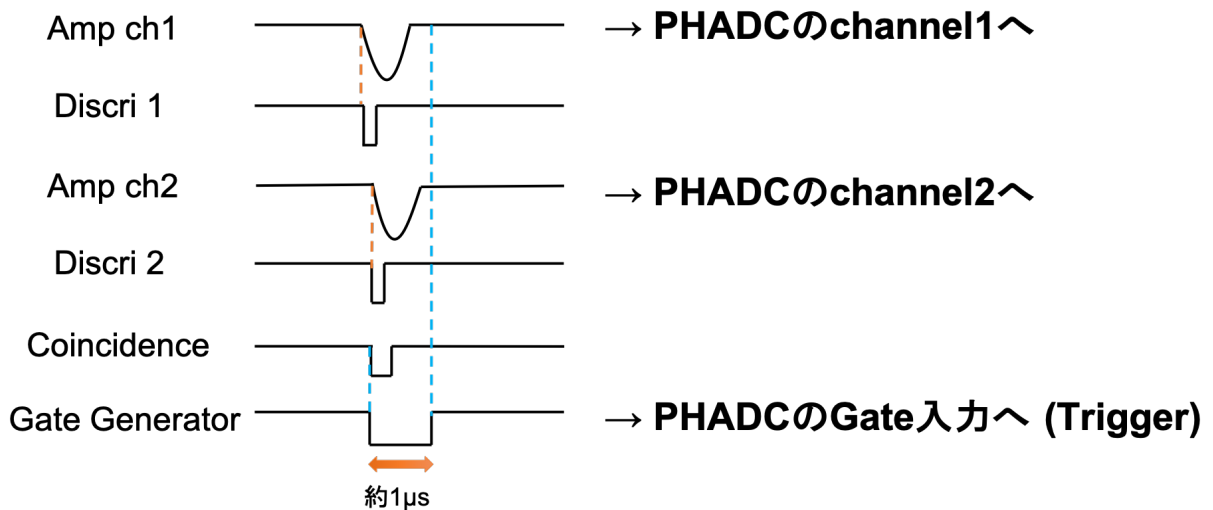 Amp ch1 → PHADCのchannel1へ
Discri 1
Amp ch2 → PHADCのchannel2へ
Discri 2
Coincidence
Gate Generator → PHADCのGate入力へ (Trigger)
約1μs